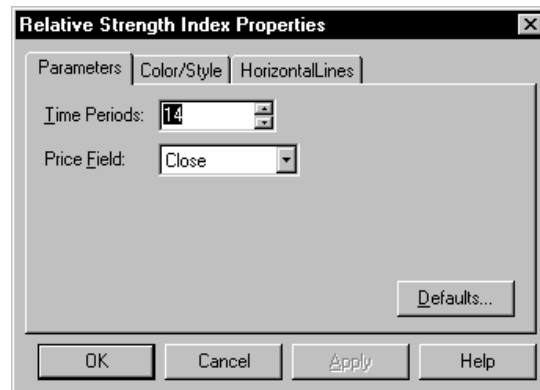 Relative Strength Index Properties
Parameters Color/Style HorizontalLines
Time Periods: 14
Price Field: Close
Defaults...
OK Cancel Apply Help